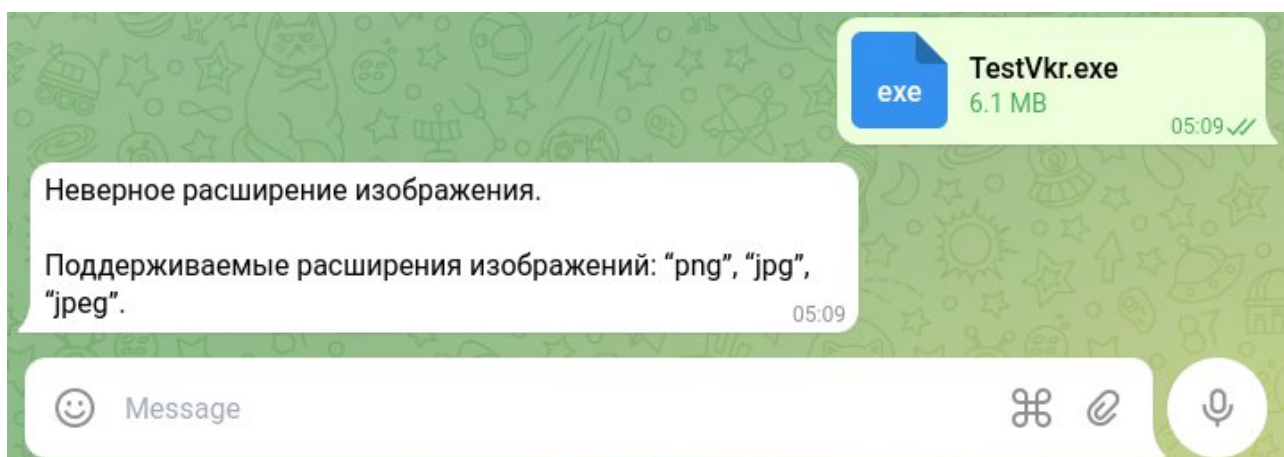 exe
TestVkr.exe
6.1 MB
05:09
Неверное расширение изображения.
Поддерживаемые расширения изображений: “png”, “jpg”,
“jpeg”.
05:09
Message